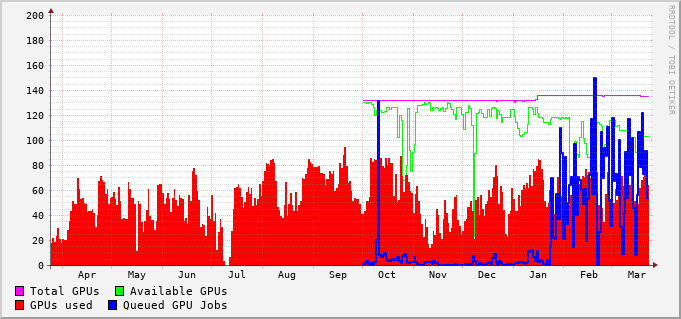 200
180
160
140
120
100
80
60
40
20
0
Apr May Jun Jul Aug Sep Oct Nov Dec Jan Feb Mar
Total GPUs Available GPUs
GPUs used Queued GPU Jobs
RRDTOOL / TOBI OETIKER